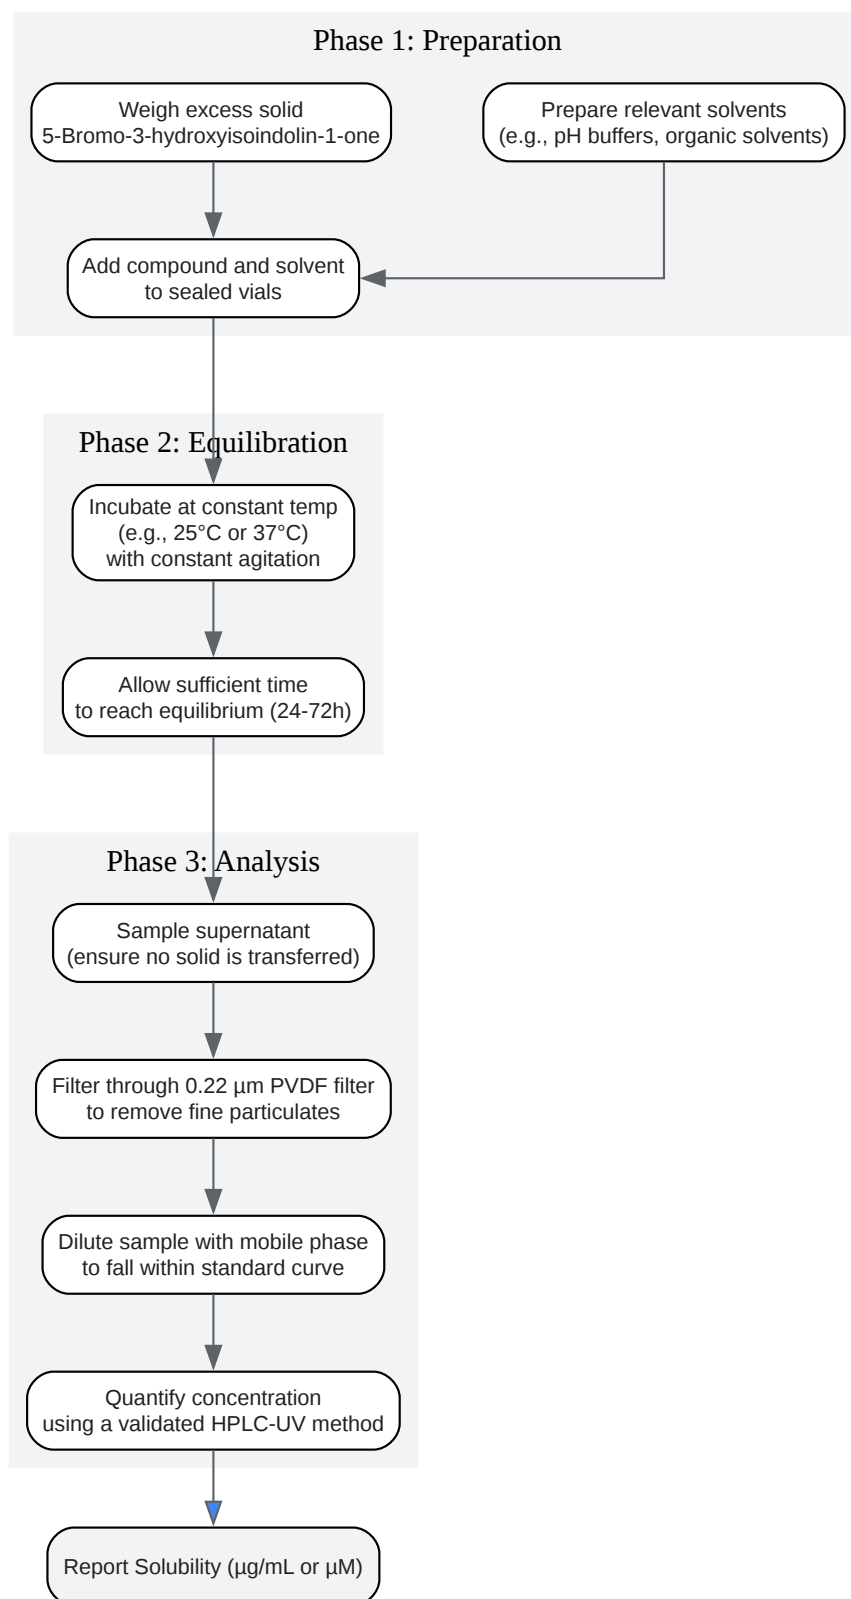 Phase 1: Preparation
Weigh excess solid
5-Bromo-3-hydroxyisoindolin-1-one
Prepare relevant solvents
(e.g., pH buffers, organic solvents)
Add compound and solvent
to sealed vials
Phase 2: Equilibration
Incubate at constant temp
(e.g., 25°C or 37°C)
with constant agitation
Allow sufficient time
to reach equilibrium (24-72h)
Phase 3: Analysis
Sample supernatant
(ensure no solid is transferred)
Filter through 0.22 µm PVDF filter
to remove fine particulates
Dilute sample with mobile phase
to fall within standard curve
Quantify concentration
using a validated HPLC-UV method
Report Solubility (µg/mL or µM)